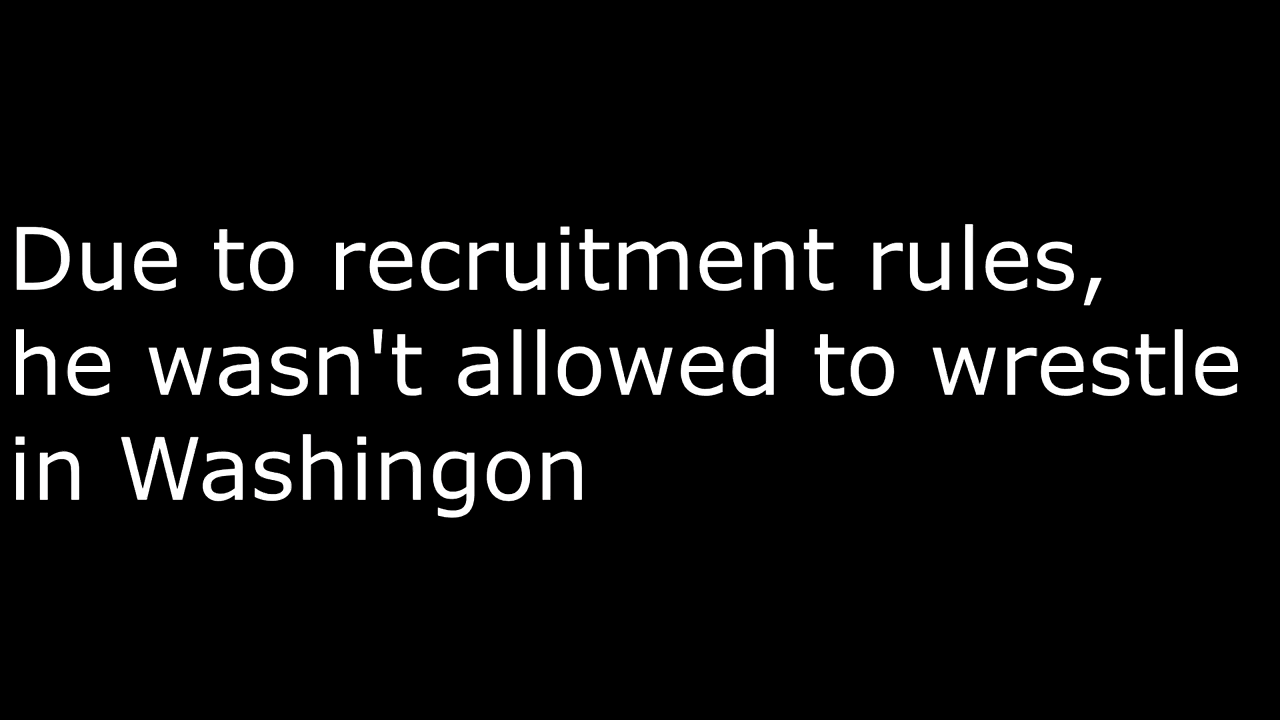 Due to recruitment rules,
he wasn't allowed to wrestle
in Washingon